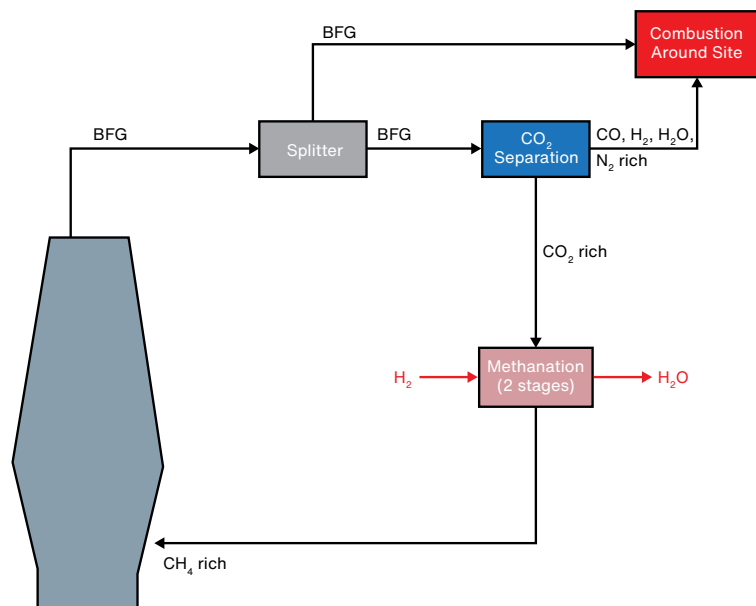 BFG
Combustion
Around Site
BFG
Splitter
BFG
CO₂
Separation
CO, H₂, H₂O,
N₂ rich
CO₂ rich
Methanation
(2 stages)
H₂
H₂O
CH₄ rich